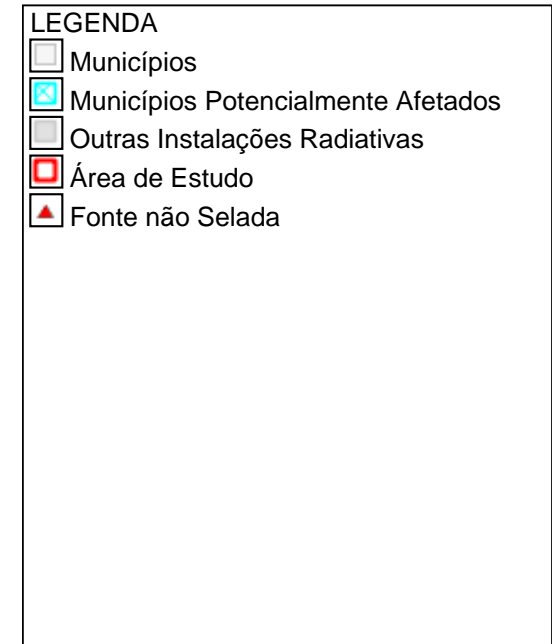 LEGENDA
Municípios
Municípios Potencialmente Afetados
Outras Instalações Radiativas
Área de Estudo
Fonte não Selada